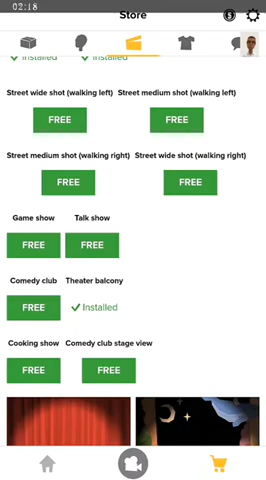 02:18
Store
Installed Installed
Street wide shot (walking left) Street medium shot (walking left)
FREE FREE
Street medium shot (walking right) Street wide shot (walking right)
FREE FREE
Game show Talk show
FREE FREE
Comedy club Theater balcony
FREE Installed
Cooking show Comedy club stage view
FREE FREE